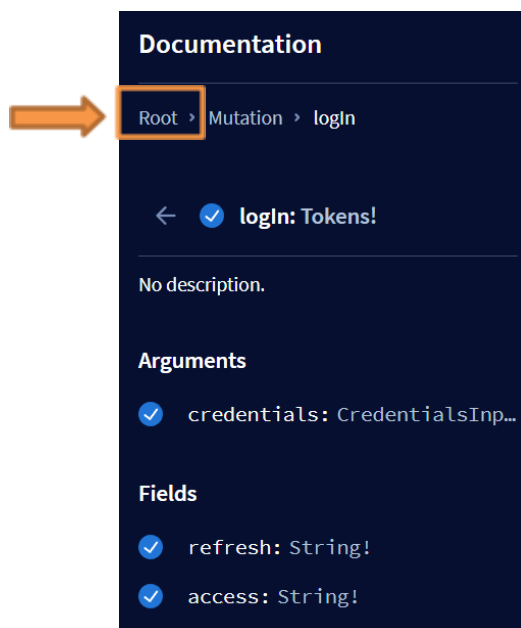 Documentation
Root › Mutation › logIn
logIn: Tokens!
No description.
Arguments
credentials: CredentialsInp…
Fields
refresh: String!
access: String!